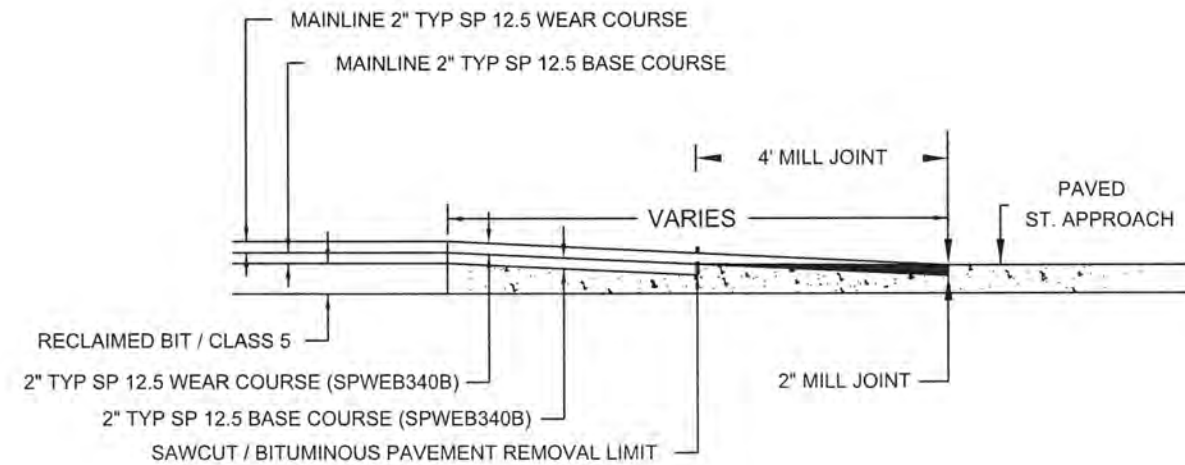 MAINLINE 2" TYP SP 12.5 WEAR COURSE
MAINLINE 2" TYP SP 12.5 BASE COURSE
4' MILL JOINT
PAVED
ST. APPROACH
VARIES
RECLAIMED BIT / CLASS 5
2" TYP SP 12.5 WEAR COURSE (SPWEB340B)
2" MILL JOINT
2" TYP SP 12.5 BASE COURSE (SPWEB340B)
SAWCUT / BITUMINOUS PAVEMENT REMOVAL LIMIT